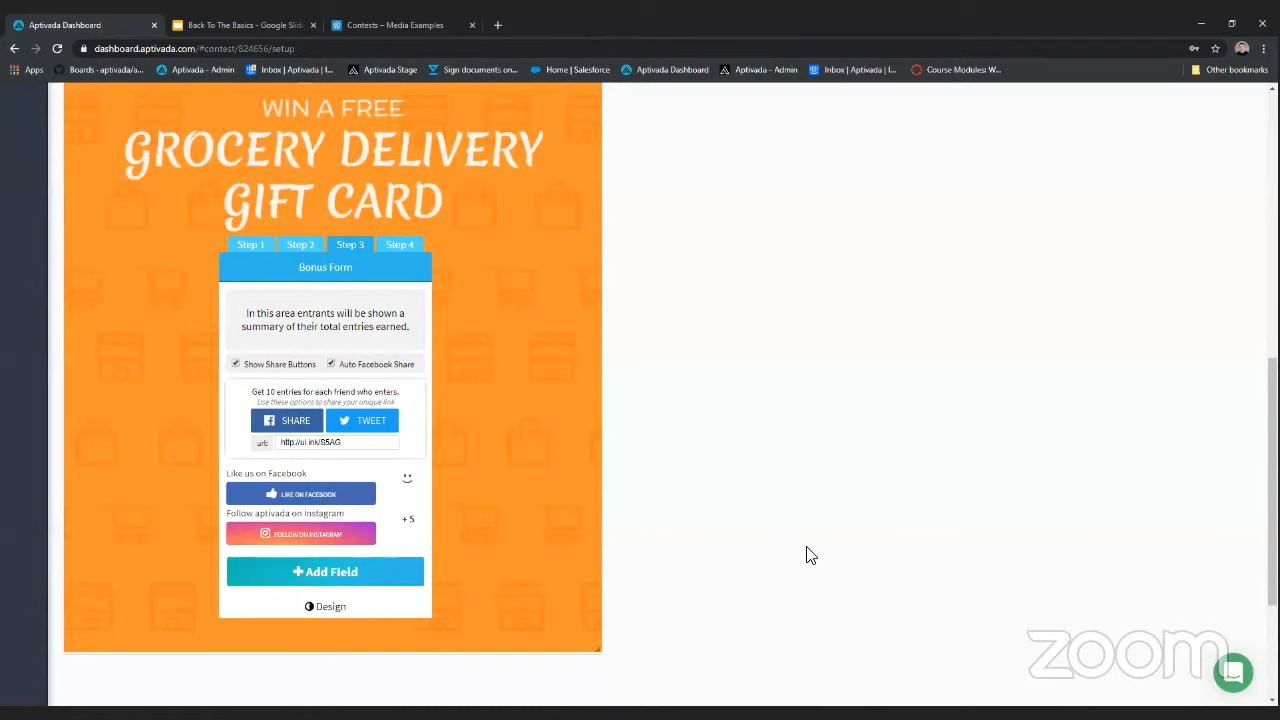 Aptivada Dashboard
Back To The Basics - Google Slid
Contests – Media Examples
dashboard.aptivada.com/#contest/824656/setup
Apps
Boards - aptivada/a...
Aptivada - Admin
Inbox | Aptivada | I...
Aptivada Stage
Sign documents on...
Home | Salesforce
Aptivada Dashboard
Aptivada - Admin
Inbox | Aptivada | I...
Course Modules: W...
Other bookmarks
WIN A FREE
GROCERY DELIVERY
GIFT CARD
Step 1
Step 2
Step 3
Step 4
Bonus Form
In this area entrants will be shown a
summary of their total entries earned.
Show Share Buttons
Auto Facebook Share
Get 10 entries for each friend who enters.
Use these options to share your unique link
SHARE
TWEET
url: http://ul.ink/S5AG
Like us on Facebook
LIKE ON FACEBOOK
Follow aptivada on Instagram
+ 5
FOLLOW ON INSTAGRAM
Add Field
Design
zoom